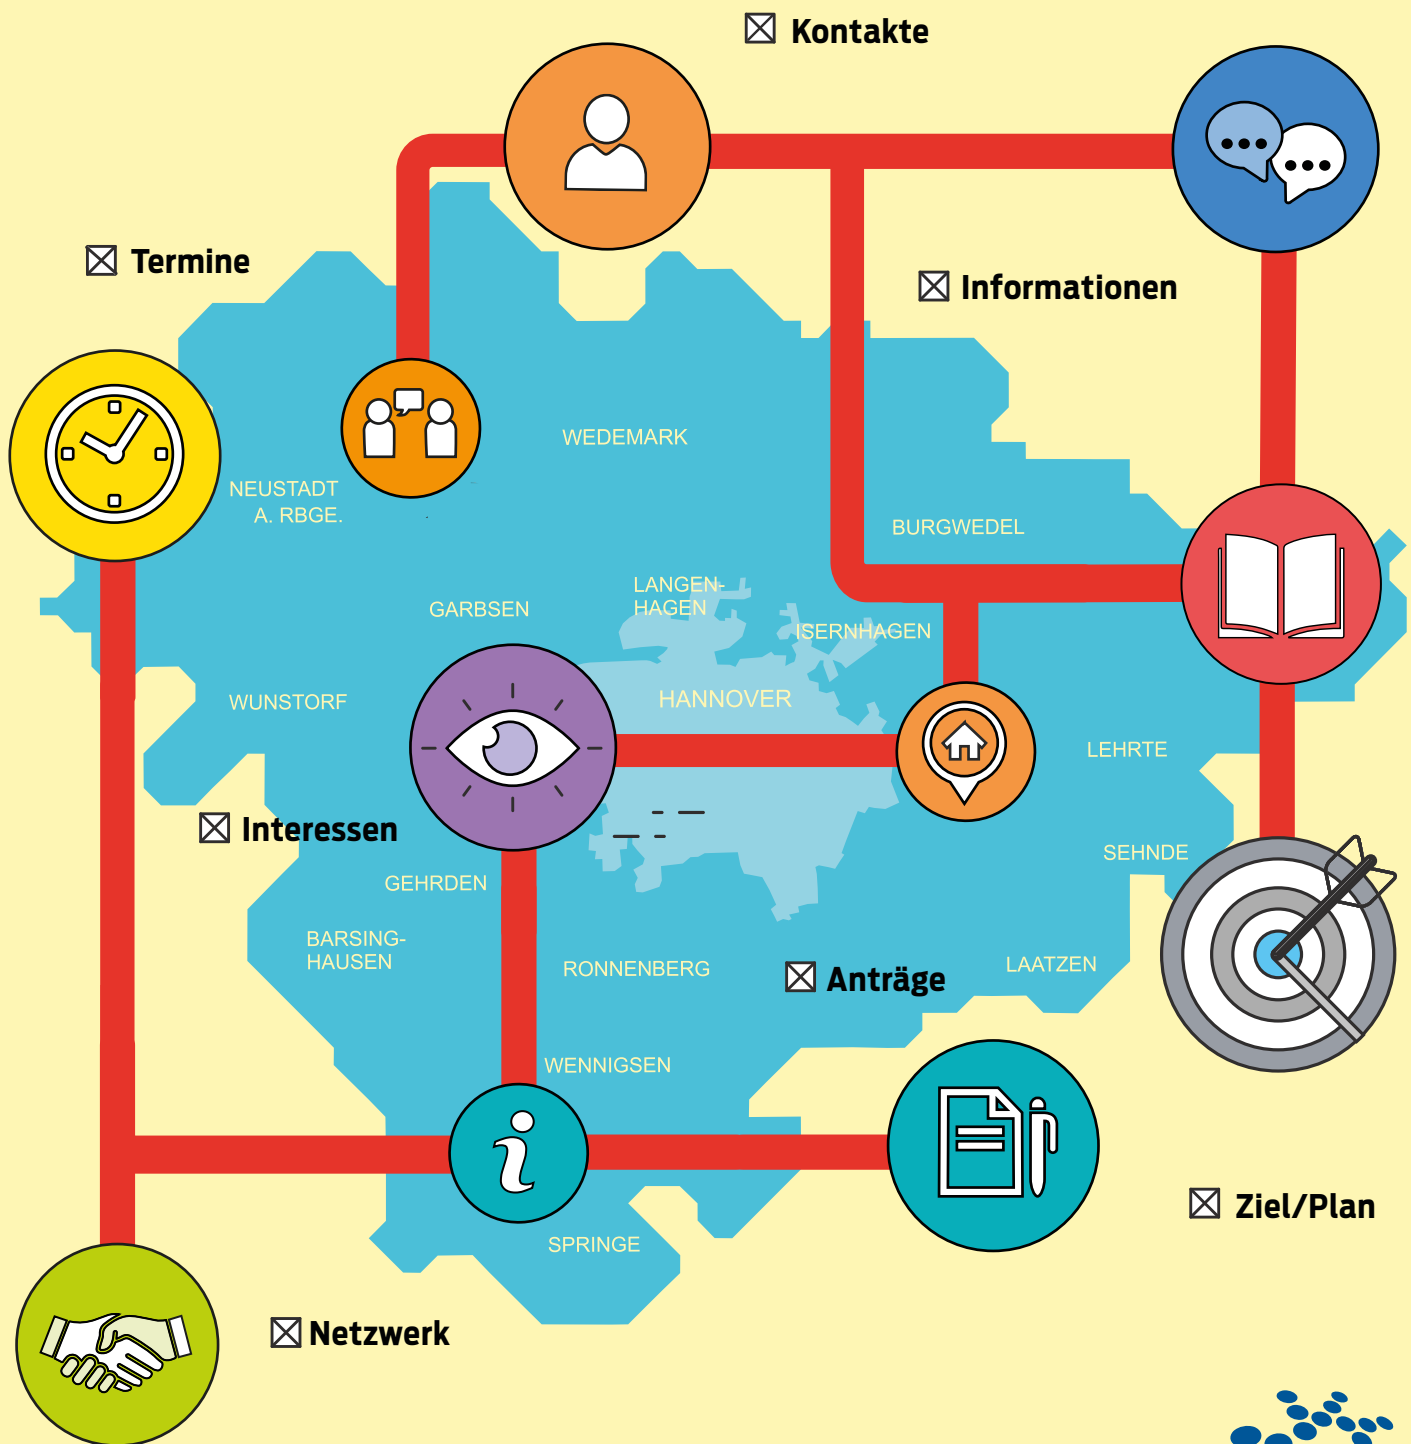 ☒ Kontakte
☒ Termine
☒ Informationen
WEDEMARK
NEUSTADT
A. RBGE.
BURGWEDEL
LANGEN-
HAGEN
GARBSEN
ISERNHAGEN
WUNSTORF
HANNOVER
LEHRTE
☒ Interessen
SEHNDE
GEHRDEN
BARSING-
HAUSEN
RONNENBERG
LAATZEN
☒ Anträge
WENNIGSEN
i
☒ Ziel/Plan
SPRINGE
☒ Netzwerk